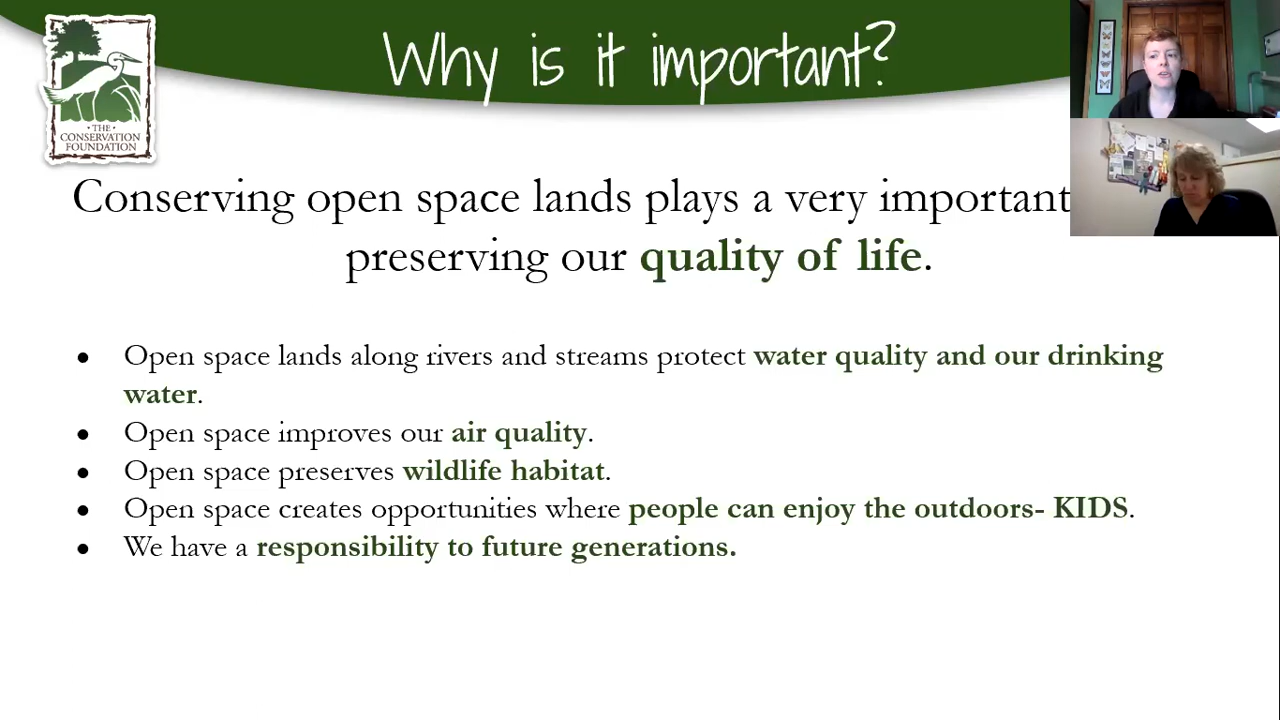 Why is it important?
· THE ·
CONSERVATION
FOUNDATION
Conserving open space lands plays a very important
preserving our quality of life.
● Open space lands along rivers and streams protect water quality and our drinking
water.
● Open space improves our air quality.
● Open space preserves wildlife habitat.
● Open space creates opportunities where people can enjoy the outdoors- KIDS.
● We have a responsibility to future generations.